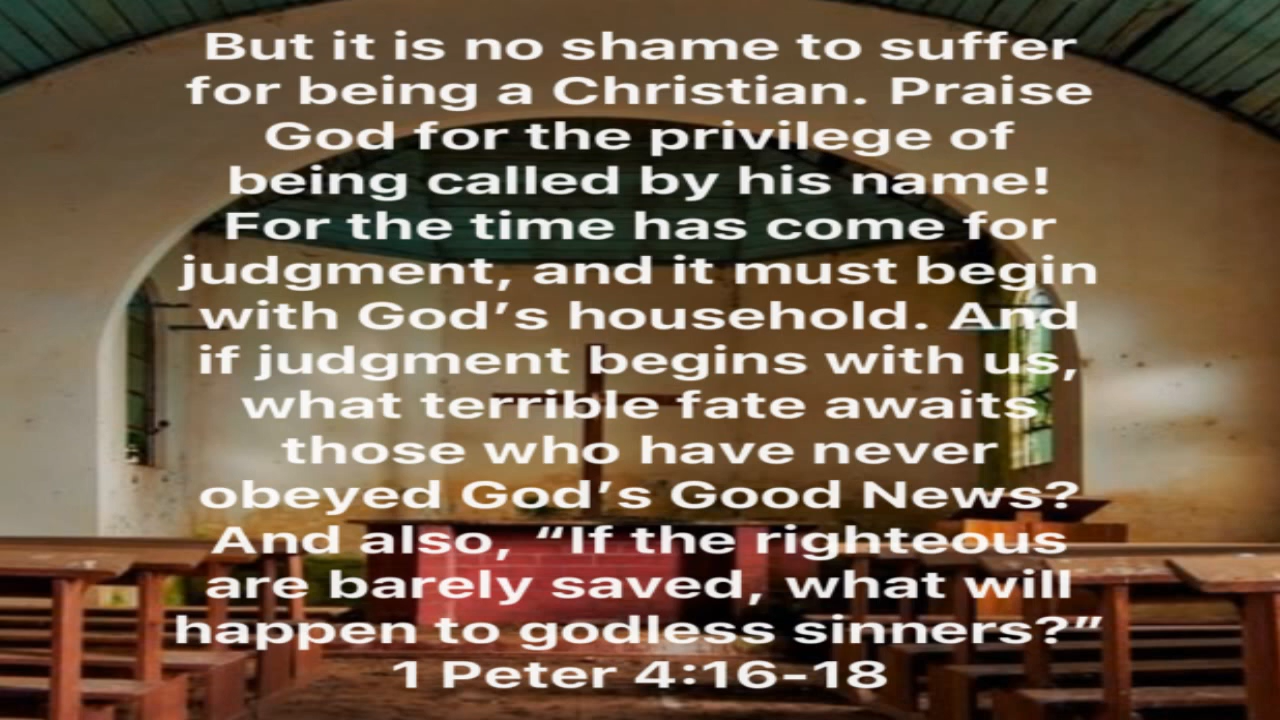 But it is no shame to suffer
for being a Christian. Praise
God for the privilege of
being called by his name!
For the time has come for
judgment, and it must begin
with God’s household. And
if judgment begins with us,
what terrible fate awaits
those who have never
obeyed God’s Good News?
And also, “If the righteous
are barely saved, what will
happen to godless sinners?”
1 Peter 4:16-18